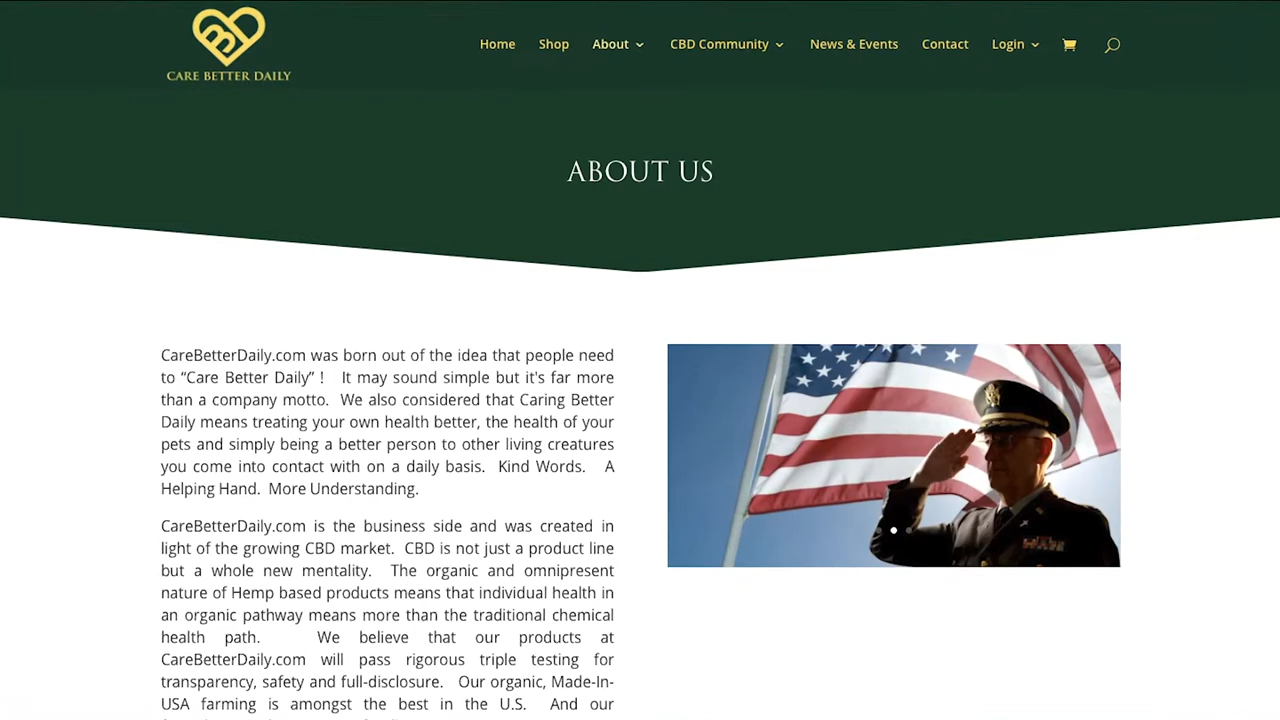 CARE BETTER DAILY
Home Shop About CBD Community News & Events Contact Login
ABOUT US
CareBetterDaily.com was born out of the idea that people need
to “Care Better Daily” ! It may sound simple but it's far more
than a company motto. We also considered that Caring Better
Daily means treating your own health better, the health of your
pets and simply being a better person to other living creatures
you come into contact with on a daily basis. Kind Words. A
Helping Hand. More Understanding.
CareBetterDaily.com is the business side and was created in
light of the growing CBD market. CBD is not just a product line
but a whole new mentality. The organic and omnipresent
nature of Hemp based products means that individual health in
an organic pathway means more than the traditional chemical
health path. We believe that our products at
CareBetterDaily.com will pass rigorous triple testing for
transparency, safety and full-disclosure. Our organic, Made-In-
USA farming is amongst the best in the U.S. And our